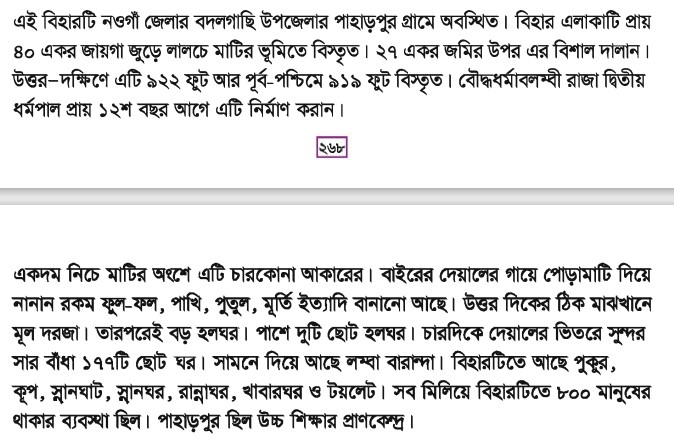 এই বিহারটি নওগাঁ জেলার বদলগাছি উপজেলার পাহাড়পুর গ্রামে অবস্থিত। বিহার এলাকাটি প্রায়
৪০ একর জায়গা জুড়ে লালচে মাটির ভূমিতে বিস্তৃত। ২৭ একর জমির উপর এর বিশাল দালান।
উত্তর–দক্ষিণে এটি ৯২২ ফুট আর পূর্ব-পশ্চিমে ৯১৯ ফুট বিস্তৃত। বৌদ্ধধর্মাবলম্বী রাজা দ্বিতীয়
ধর্মপাল প্রায় ১২শ বছর আগে এটি নির্মাণ করান।
২৬৮
একদম নিচে মাটির অংশে এটি চারকোনা আকারের। বাইরের দেয়ালের গায়ে পোড়ামাটি দিয়ে
নানান রকম ফুল-ফল, পাখি, পুতুল, মূর্তি ইত্যাদি বানানো আছে। উত্তর দিকের ঠিক মাঝখানে
মূল দরজা। তারপরেই বড় হলঘর। পাশে দুটি ছোট হলঘর। চারদিকে দেয়ালের ভিতরে সুন্দর
সার বাঁধা ১৭৭টি ছোট ঘর। সামনে দিয়ে আছে লম্বা বারান্দা। বিহারটিতে আছে পুকুর,
কূপ, স্নানঘাট, স্নানঘর, রান্নাঘর, খাবারঘর ও টয়লেট। সব মিলিয়ে বিহারটিতে ৮০০ মানুষের
থাকার ব্যবস্থা ছিল। পাহাড়পুর ছিল উচ্চ শিক্ষার প্রাণকেন্দ্র।